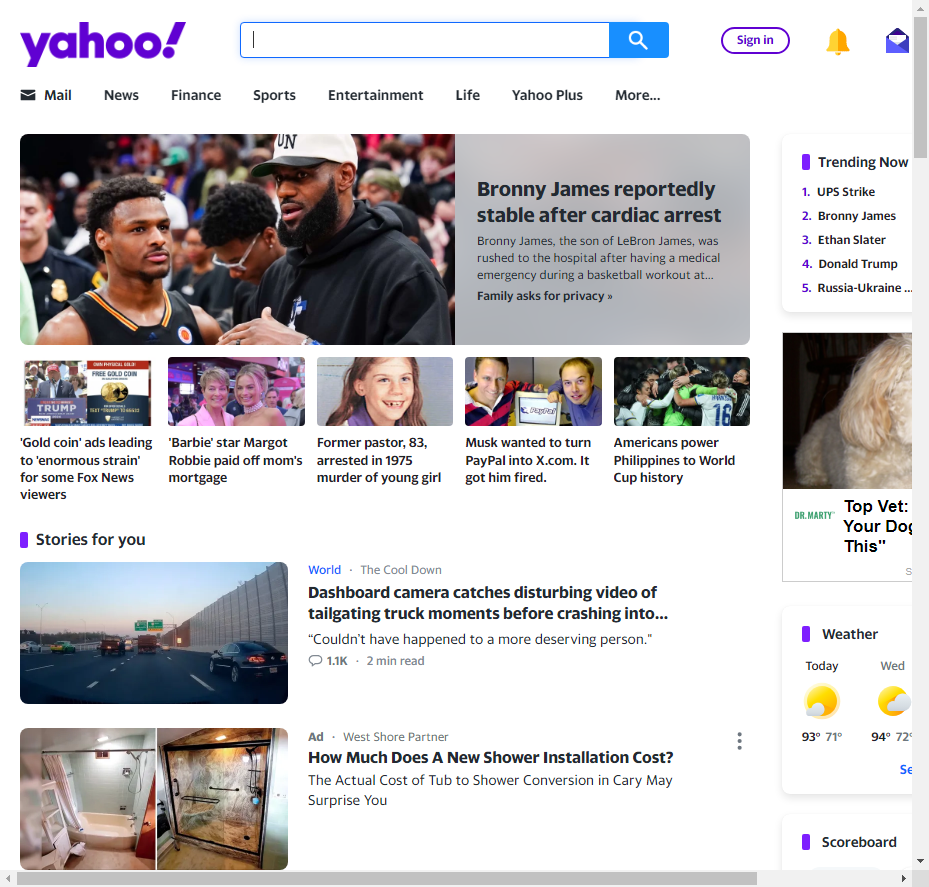 yahoo!
Sign in
Mail
News
Finance
Sports
Entertainment
Life
Yahoo Plus
More...
UN
Bronny James reportedly
stable after cardiac arrest
Bronny James, the son of LeBron James, was
rushed to the hospital after having a medical
emergency during a basketball workout at...
Family asks for privacy »
Trending Now
1. UPS Strike
2. Bronny James
3. Ethan Slater
4. Donald Trump
5. Russia-Ukraine ...
TRUMP
FREE GOLD COIN
PayPal
16
'Gold coin' ads leading
to 'enormous strain'
for some Fox News
viewers
'Barbie' star Margot
Robbie paid off mom's
mortgage
Former pastor, 83,
arrested in 1975
murder of young girl
Musk wanted to turn
PayPal into X.com. It
got him fired.
Americans power
Philippines to World
Cup history
DR.MARTY
Top Vet:
Your Dog
This"
S
Stories for you
World · The Cool Down
Dashboard camera catches disturbing video of
tailgating truck moments before crashing into...
“Couldn’t have happened to a more deserving person."
1.1K · 2 min read
Weather
Today
Wed
93° 71°
94° 72°
Se
Ad · West Shore Partner
How Much Does A New Shower Installation Cost?
The Actual Cost of Tub to Shower Conversion in Cary May
Surprise You
Scoreboard